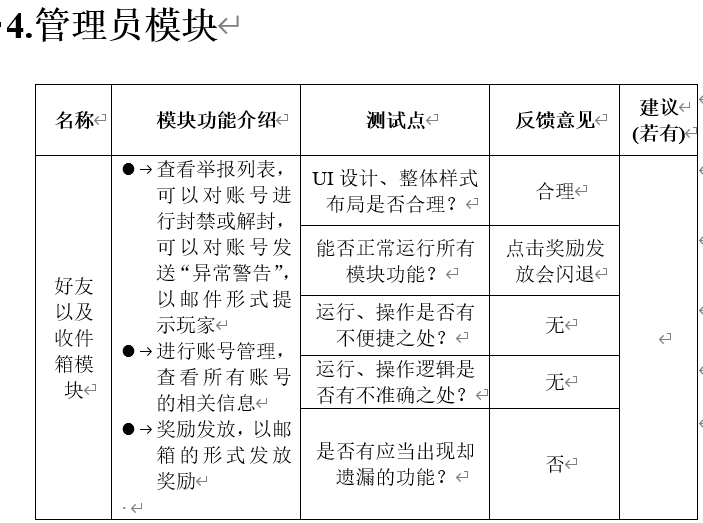 4.管理员模块
名称
模块功能介绍
测试点
反馈意见
建议
(若有)
好友
以及
收件
箱模
块
查看举报列表，
可以对账号进
行封禁或解封，
可以对账号发
送“异常警告”，
以邮件形式提
示玩家
进行账号管理，
查看所有账号
的相关信息
奖励发放，以邮
箱的形式发放
奖励
UI 设计、整体样式
布局是否合理？
合理
能否正常运行所有
模块功能？
点击奖励发
放会闪退
运行、操作是否有
不便捷之处？
无
运行、操作逻辑是
否有不准确之处？
无
是否有应当出现却
遗漏的功能？
否